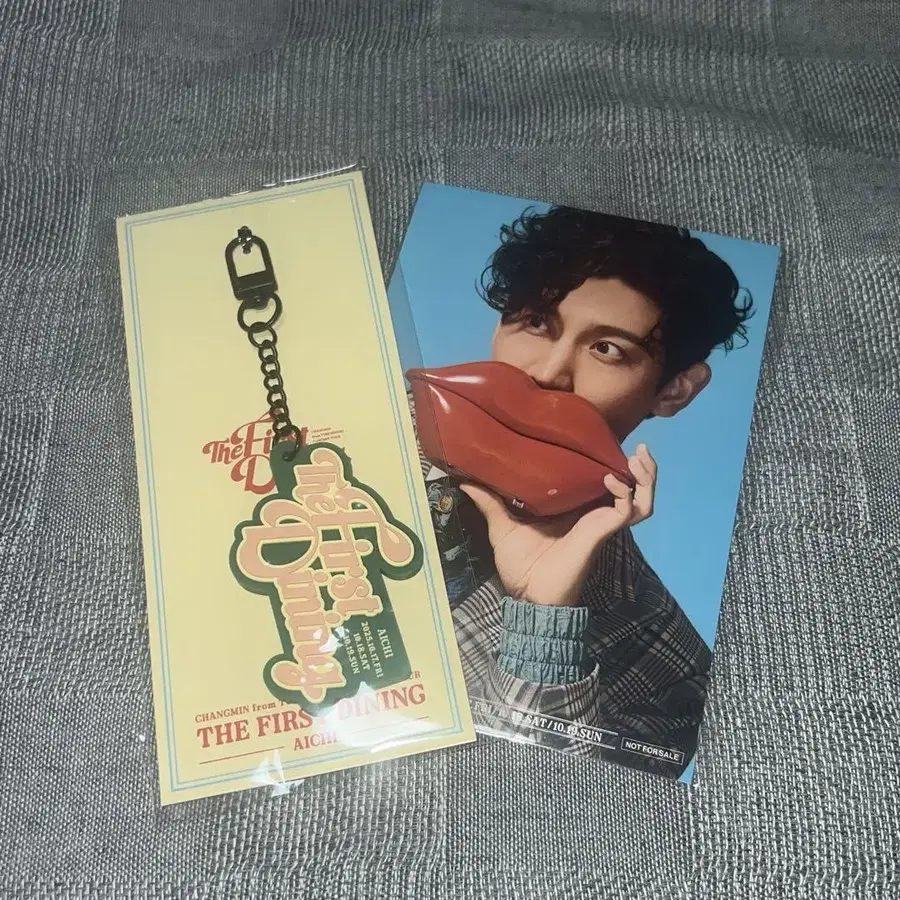 The First
D
The First
Dining
AICHI
2025.10.17.FRI
10.18.SAT
10.19.SUN
CHANGMIN from
THE FIRST DINING
AICHI
SAT/10.19.SUN
NOT FOR SALE